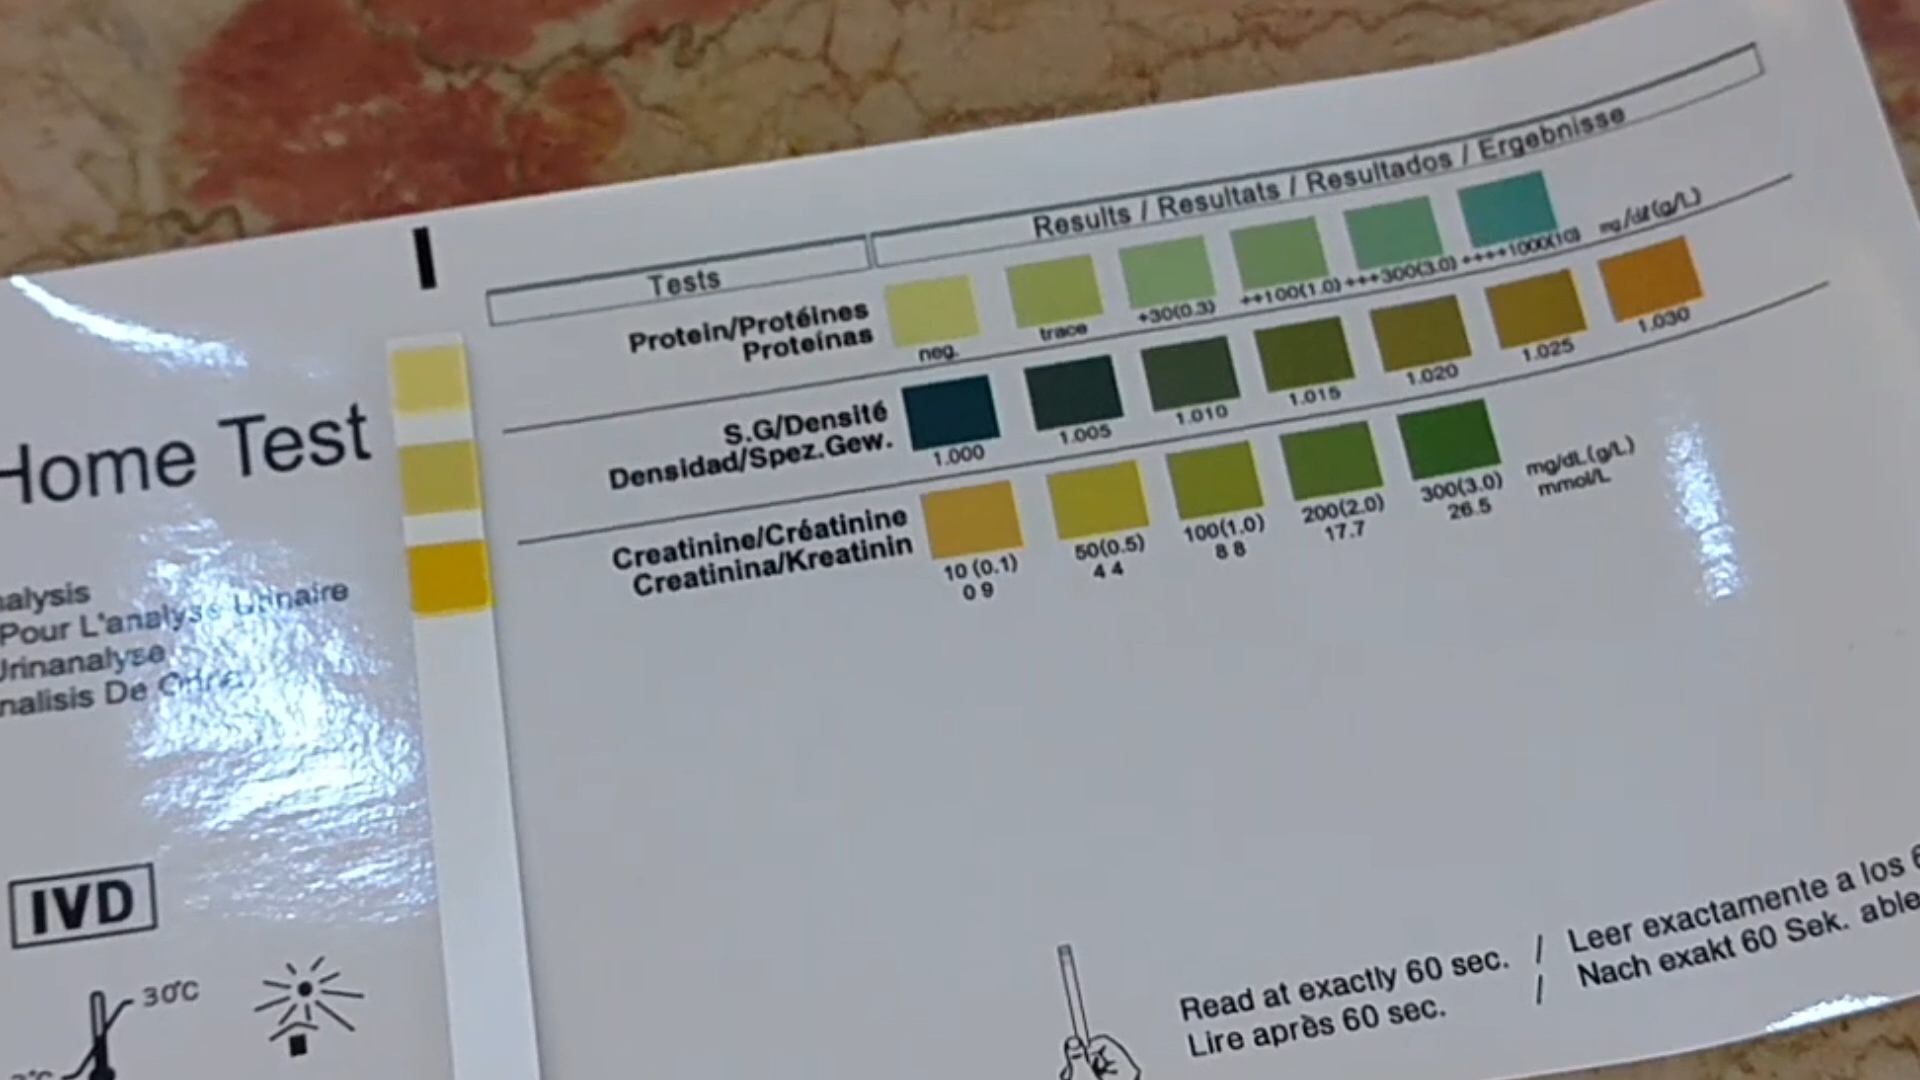 Home Test
alysis
Pour L'analyse Urinaire
Urinanalyse
nalisis De Orina
IVD
30°C
Tests
Results / Resultats / Resultados / Ergebnisse
Protein/Protéines
Proteínas
neg.
trace
+30(0.3)
++100(1.0)
+++300(3.0)
++++1000(10)
mg/dℓ(g/L)
S.G/Densité
Densidad/Spez.Gew.
1.000
1.005
1.010
1.015
1.020
1.025
1.030
Creatinine/Créatinine
Creatinina/Kreatinin
10 (0.1)
0 9
50(0.5)
4 4
100(1.0)
8 8
200(2.0)
17.7
300(3.0)
26.5
mg/dL(g/L)
mmol/L
Read at exactly 60 sec. / Leer exactamente a los 6
Lire après 60 sec. / Nach exakt 60 Sek. able